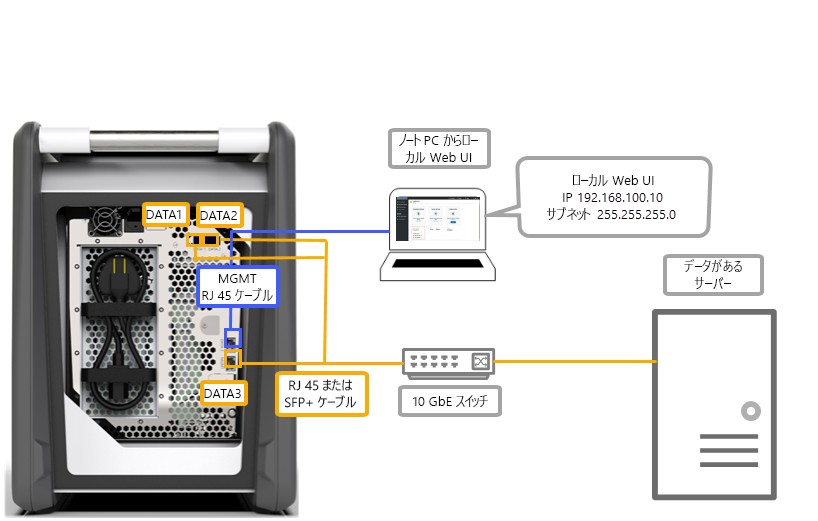 ノート PC からロー
カル Web UI
ローカル Web UI
IP 192.168.100.10
サブネット 255.255.255.0
DATA1
DATA2
データがある
サーバー
MGMT
RJ 45 ケーブル
RJ 45 または
SFP+ ケーブル
DATA3
10 GbE スイッチ